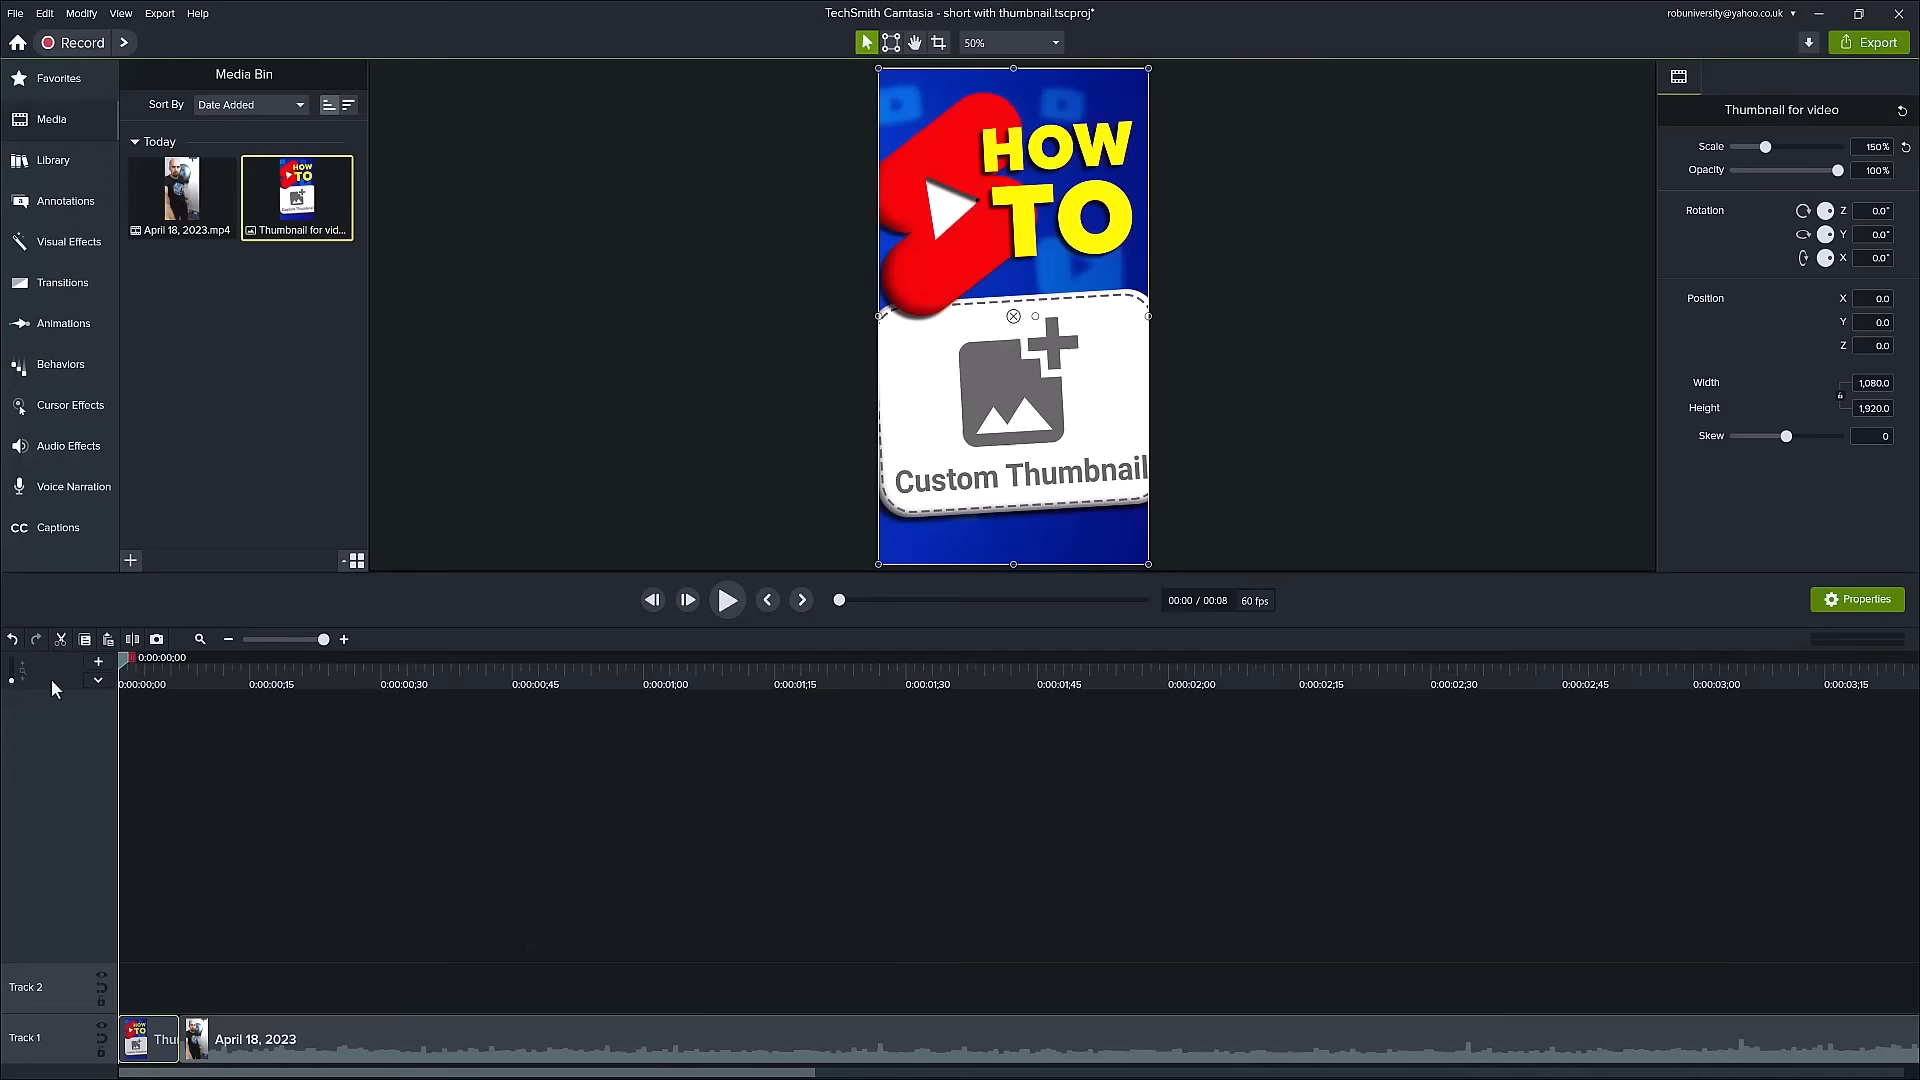 File Edit Modify View Export Help
TechSmith Camtasia - short with thumbnail.tscproj*
robuniversity@yahoo.co.uk
Record
50%
Export
Favorites
Media
Library
Annotations
Visual Effects
Transitions
Animations
Behaviors
Cursor Effects
Audio Effects
Voice Narration
CC Captions
Media Bin
Sort By Date Added
Today
HOW
TO
Custom Thumbnail
April 18, 2023.mp4
Thumbnail for vid...
HOW
TO
Custom Thumbnail
Thumbnail for video
Scale 150%
Opacity 100%
Rotation Z 0.0°
Y 0.0°
X 0.0°
Position X 0.0
Y 0.0
Z 0.0
Width 1,080.0
Height 1,920.0
Skew 0
00:00 / 00:08 60 fps
Properties
0:00:00;00
0:00:00;00 0:00:00;15 0:00:00;30 0:00:00;45 0:00:01;00 0:00:01;15 0:00:01;30 0:00:01;45 0:00:02;00 0:00:02;15 0:00:02;30 0:00:02;45 0:00:03;00 0:00:03;15
Track 2
Track 1
HOW
TO
Thu
April 18, 2023